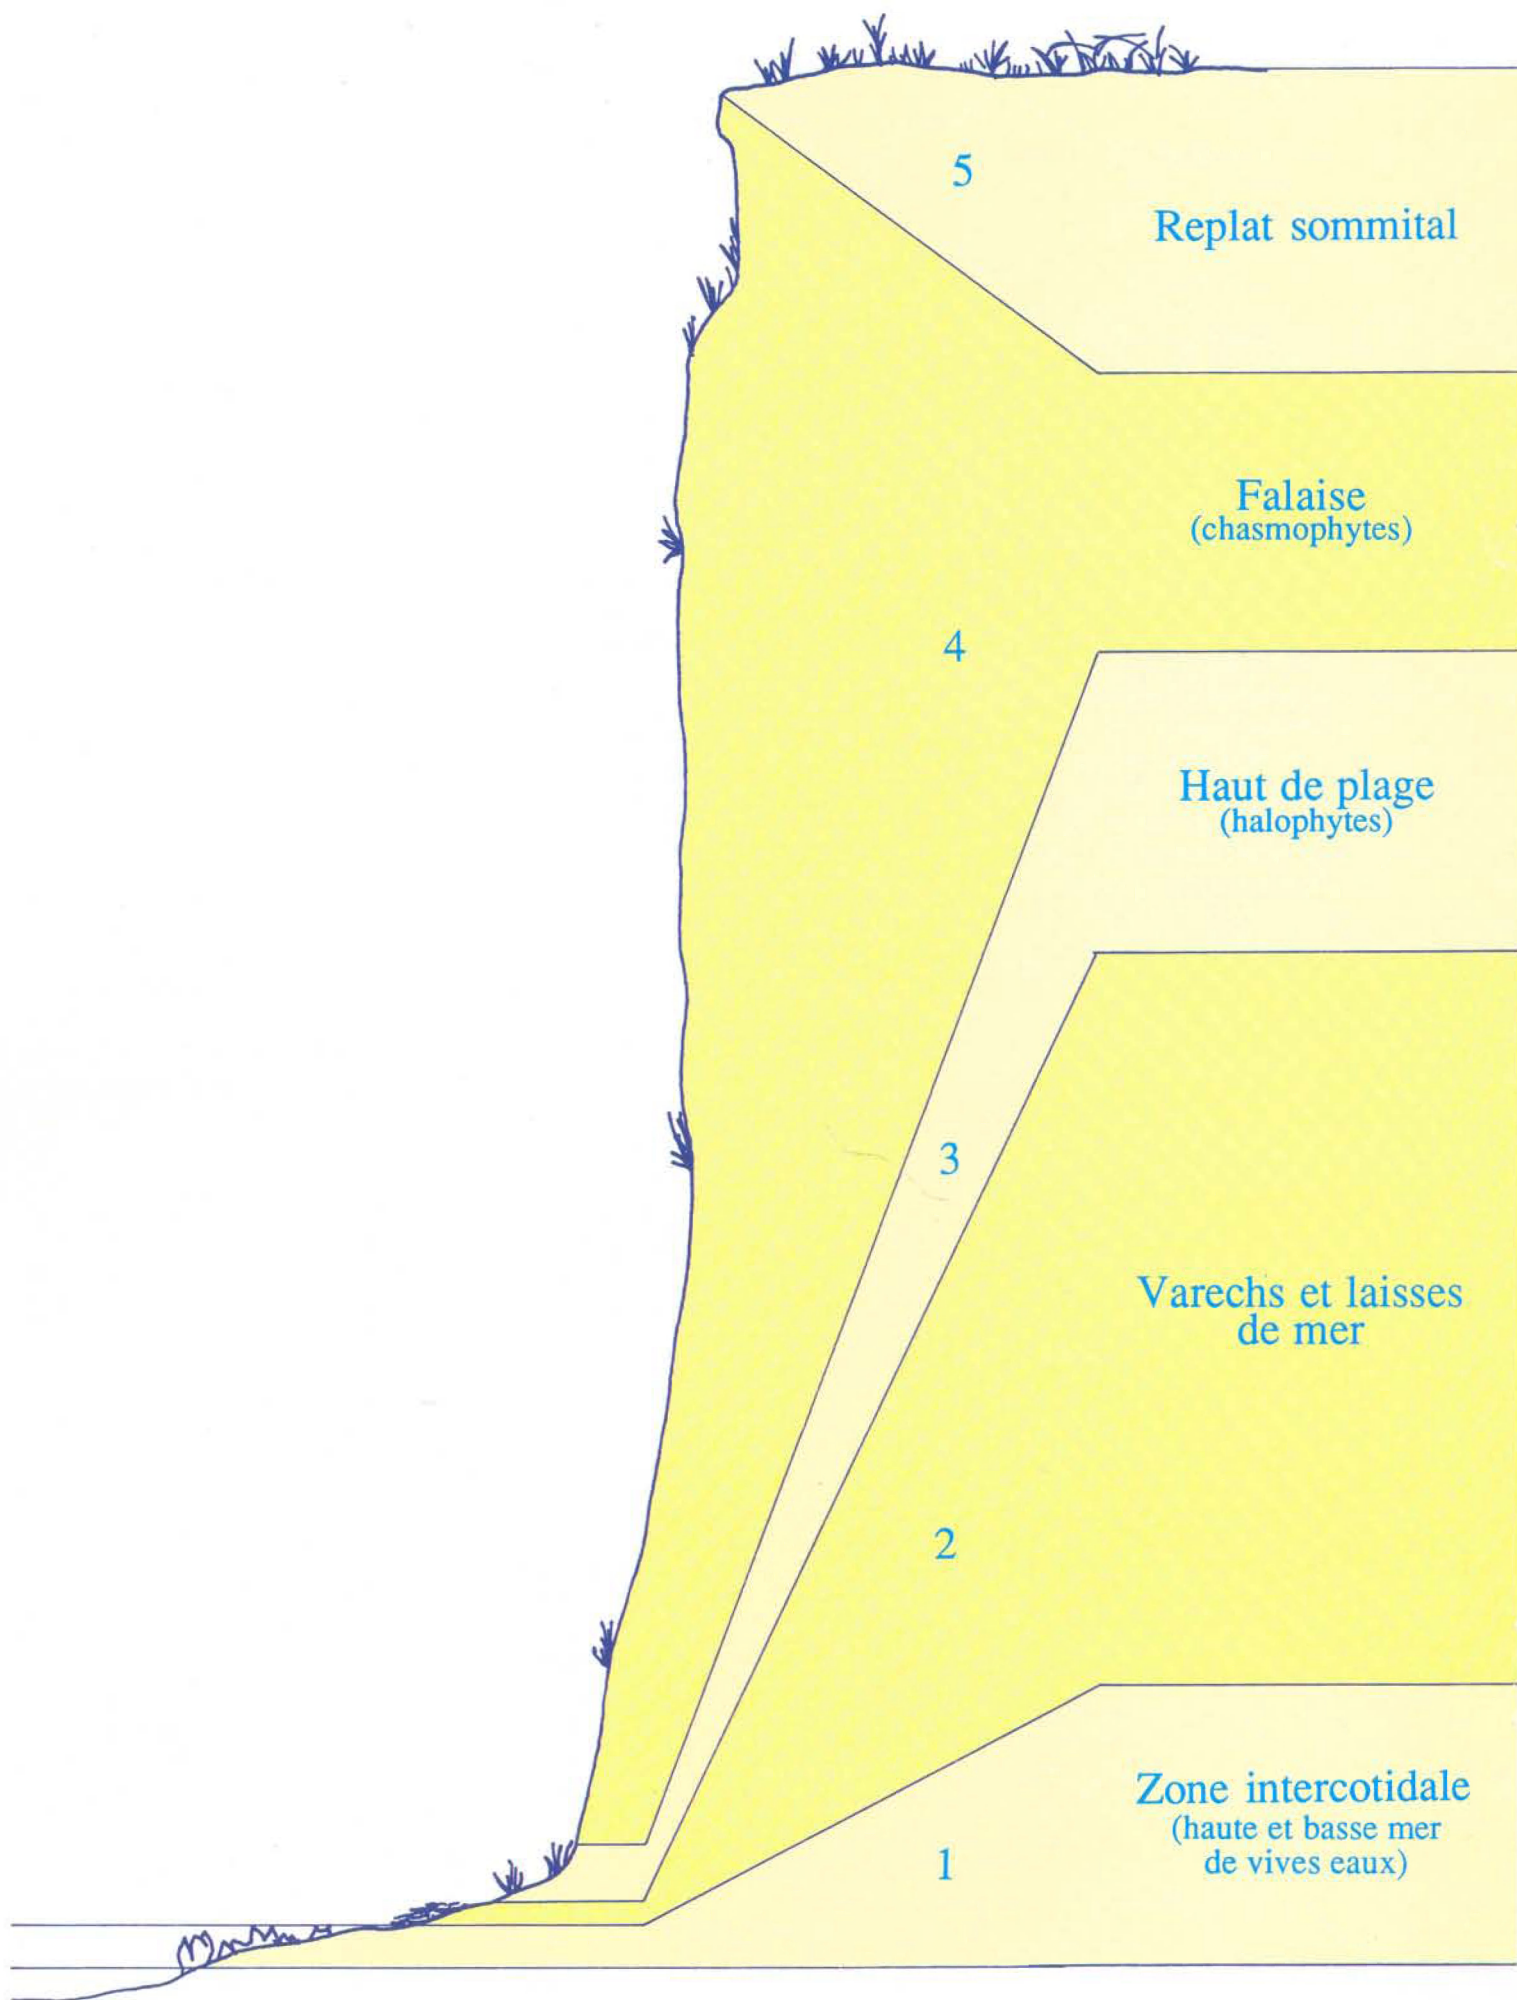 5
Replat sommital
Falaise
(chasmophytes)
4
Haut de plage
(halophytes)
3
Varechs et laisses
de mer
2
Zone intercotidale
(haute et basse mer
de vives eaux)
1